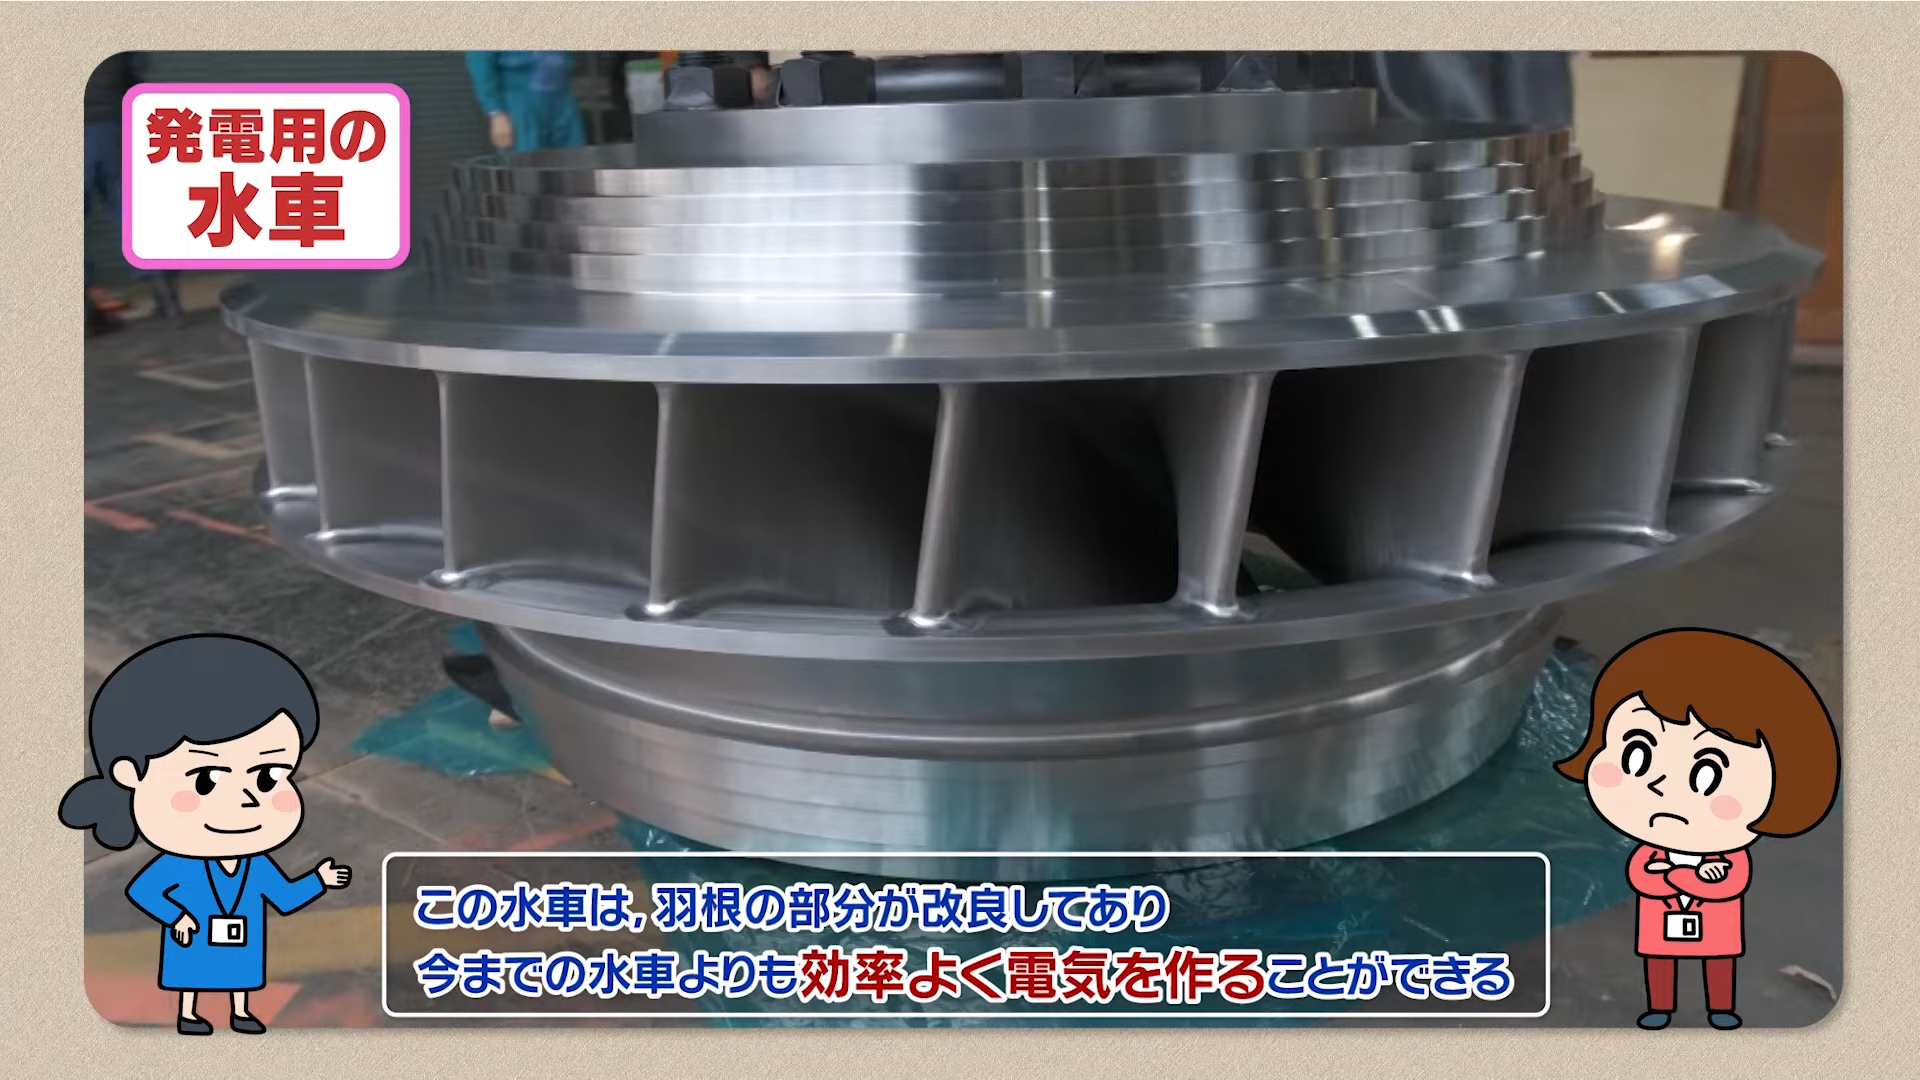 発電用の
水車
この水車は,羽根の部分が改良してあり
今までの水車よりも効率よく電気を作ることができる